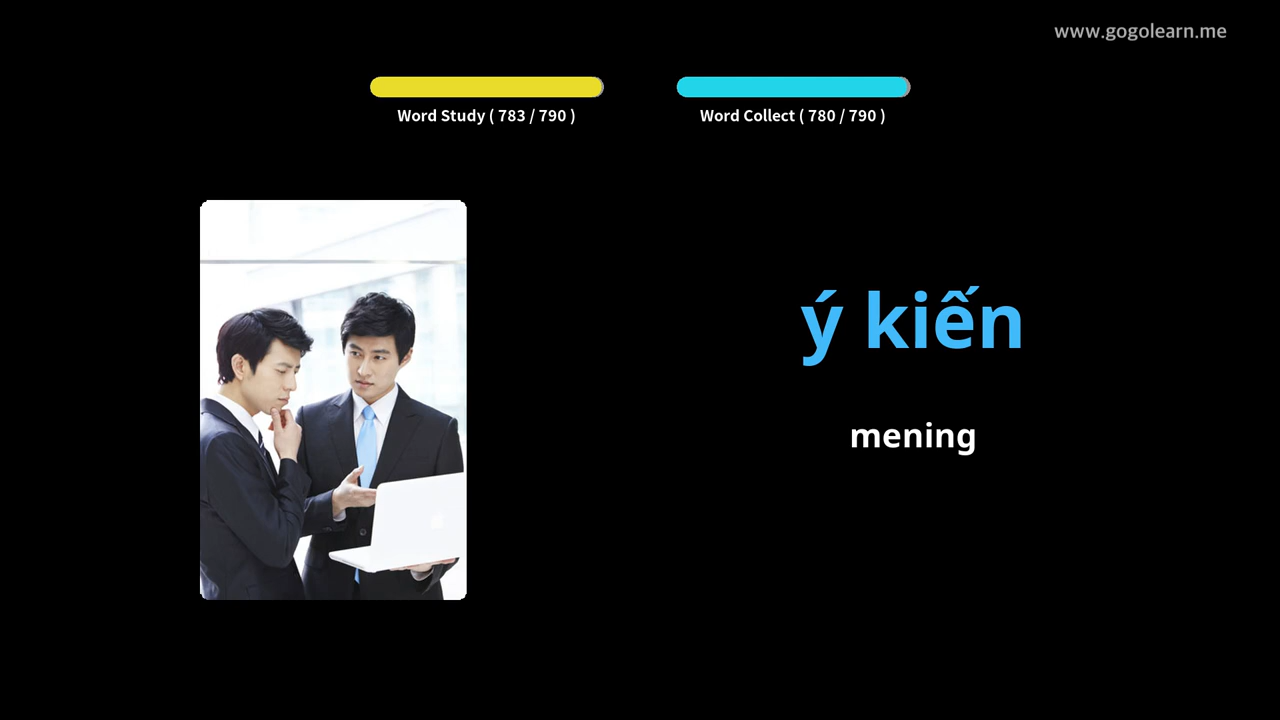 www.gogolearn.me
Word Study ( 783 / 790 )
Word Collect ( 780 / 790 )
ý kiến
mening